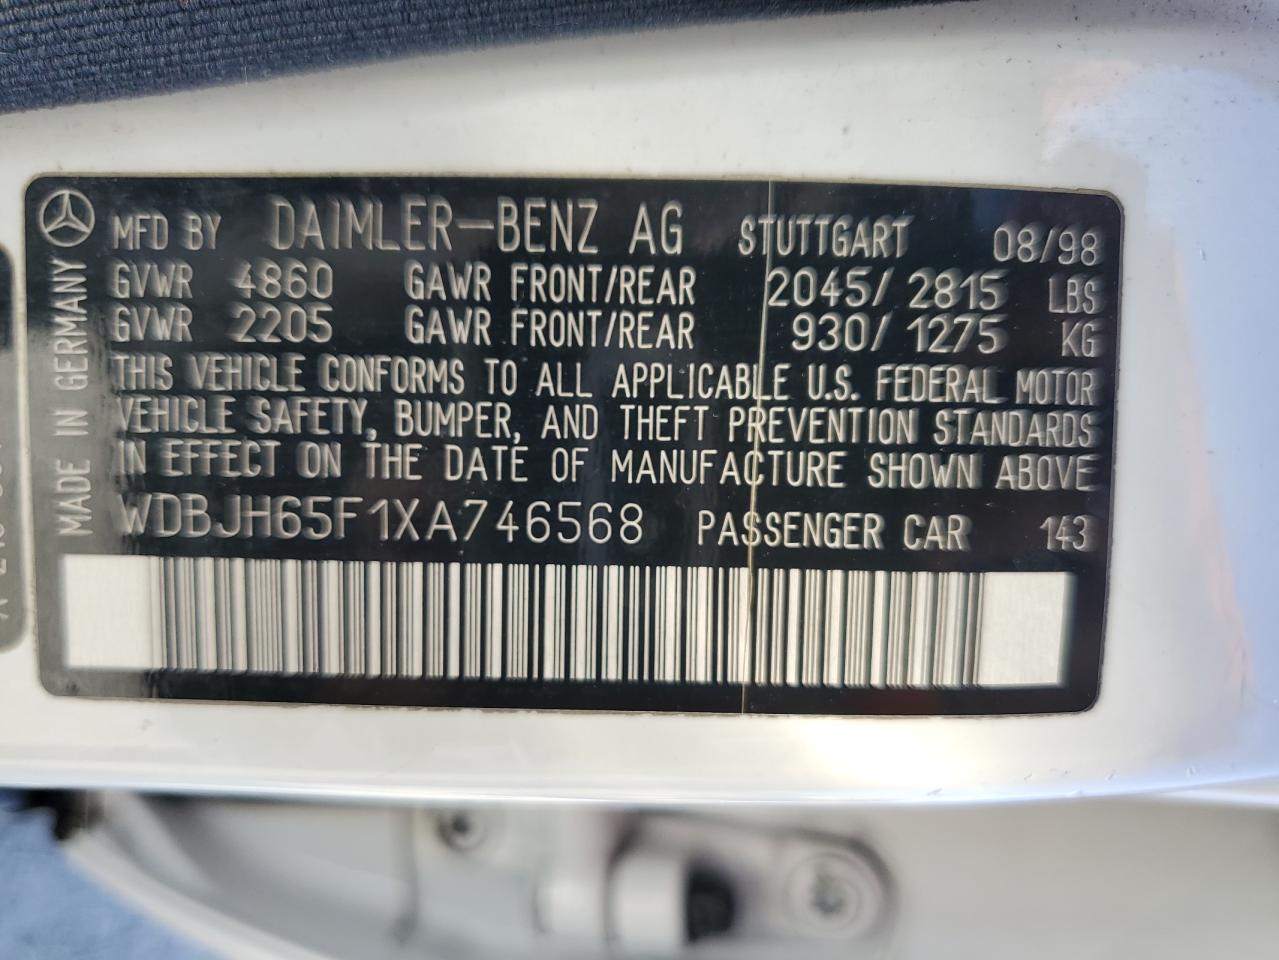 MFD BY DAIMLER-BENZ AG STUTTGART 08/98
GVWR 4860 GAWR FRONT/REAR 2045/ 2815 LBS
GVWR 2205 GAWR FRONT/REAR 930/ 1275 KG
THIS VEHICLE CONFORMS TO ALL APPLICABLE U.S. FEDERAL MOTOR
VEHICLE SAFETY, BUMPER, AND THEFT PREVENTION STANDARDS
IN EFFECT ON THE DATE OF MANUFACTURE SHOWN ABOVE
WDBJH65F1XA746568 PASSENGER CAR 143
MADE IN GERMANY